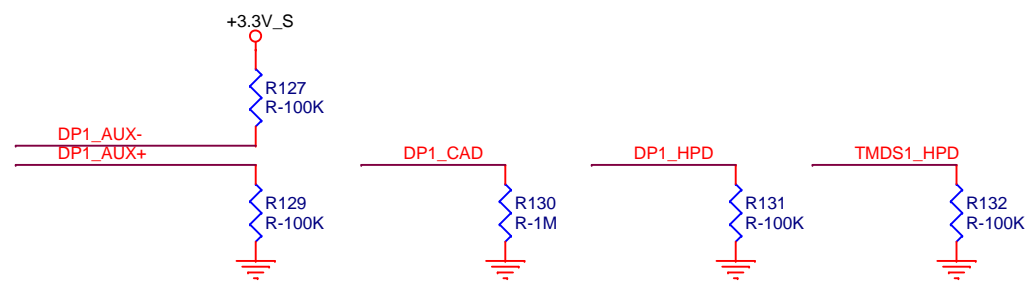 +3.3V_S
R127
R-100K
DP1_AUX-
DP1_AUX+
DP1_CAD
DP1_HPD
TMDS1_HPD
R129
R-100K
R130
R-1M
R131
R-100K
R132
R-100K